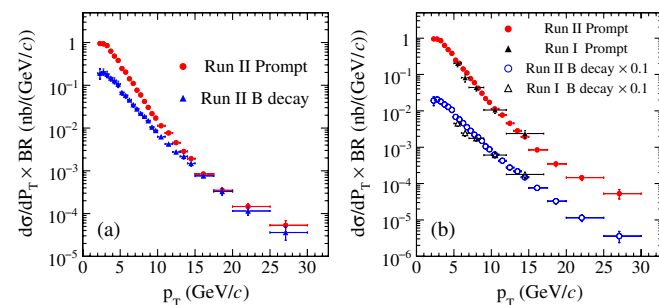 dσ/dP_T × BR (nb/(GeV/c))
1
10⁻¹
10⁻²
10⁻³
10⁻⁴
10⁻⁵
Run II Prompt
Run II B decay
(a)
0 5 10 15 20 25 30
p_T (GeV/c)
dσ/dP_T × BR (nb/(GeV/c))
1
10⁻¹
10⁻²
10⁻³
10⁻⁴
10⁻⁵
10⁻⁶
Run II Prompt
Run I Prompt
Run II B decay × 0.1
Run I B decay × 0.1
(b)
0 5 10 15 20 25 30
p_T (GeV/c)